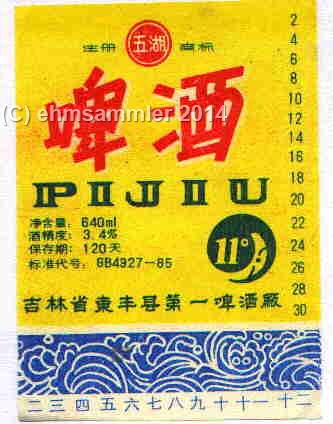 注册 五湖 商标
啤酒
PIJIU
净含量: 640ml
酒精度: 3.4%
保存期: 120天
标准代号: GB4927-85
11°
吉林省东丰县第一啤酒厰
2
4
6
8
10
12
14
16
18
20
22
24
26
28
30
二三四五六七八九十十一十二
(C) ehmsammler 2014